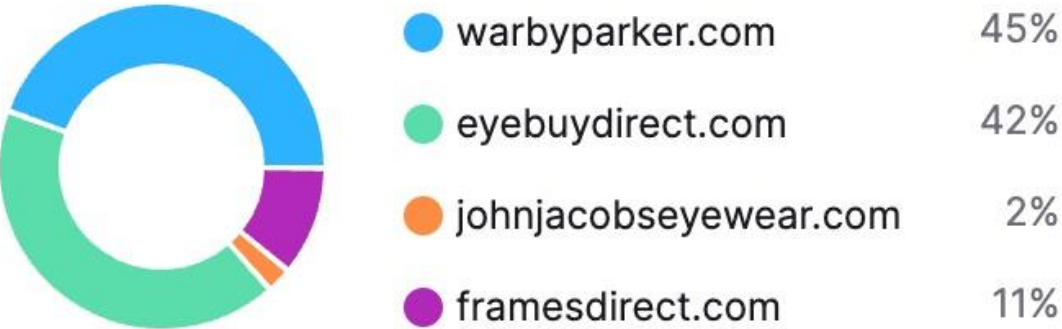 warbyparker.com 45%
eyebuydirect.com 42%
johnjacobseyewear.com 2%
framesdirect.com 11%